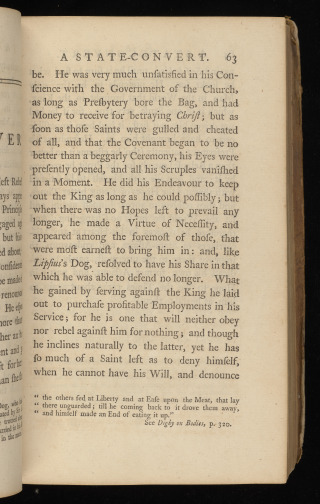 A STATE-CONVERT. 63
be. He was very much unſatisfied in his Con-
ſcience with the Government of the Church,
as long as Preſbytery bore the Bag, and had
Money to receive for betraying Chriſt; but as
ſoon as thoſe Saints were gulled and cheated
of all, and that the Covenant began to be no
better than a beggarly Ceremony, his Eyes were
preſently opened, and all his Scruples vaniſhed
in a Moment. He did his Endeavour to keep
out the King as long as he could poſſibly; but
when there was no Hopes left to prevail any
longer, he made a Virtue of Neceſſity, and
appeared among the foremoſt of thoſe, that
were moſt earneſt to bring him in: and, like
Lipſius's Dog, reſolved to have his Share in that
which he was able to defend no longer. What
he gained by ſerving againſt the King he laid
out to purchaſe profitable Employments in his
Service; for he is one that will neither obey
nor rebel againſt him for nothing; and though
he inclines naturally to the latter, yet he has
ſo much of a Saint left as to deny himſelf,
when he cannot have his Will, and denounce
“ the others fed at Liberty and at Eaſe upon the Meat, that lay
“ there unguarded; till he coming back to it drove them away,
“ and himſelf made an End of eating it up.”
See Digby on Bodies, p. 320.